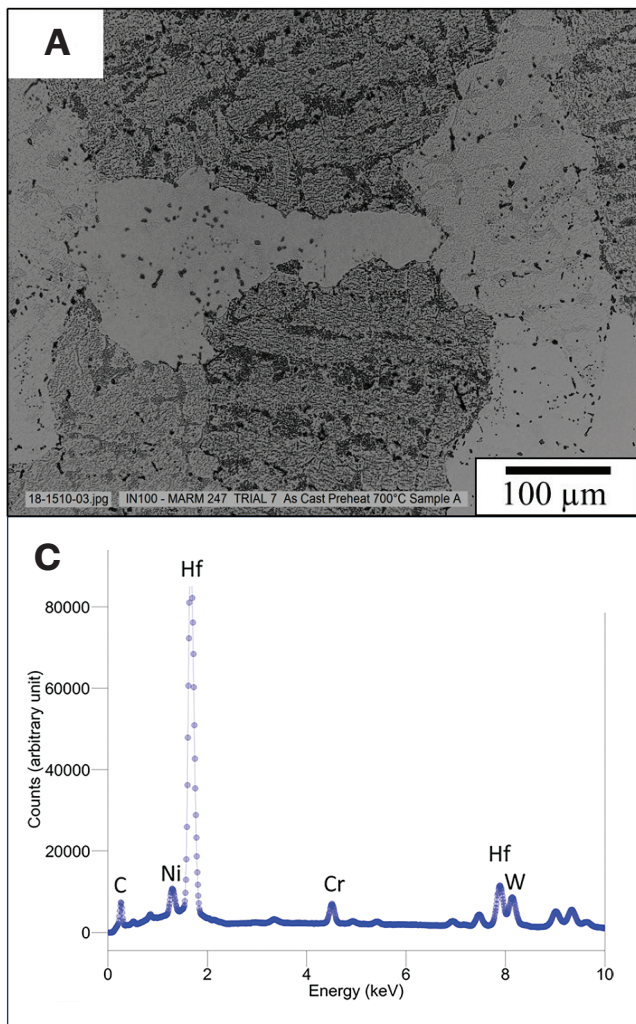 A
18-1510-03.jpg IN100 - MARM 247 TRIAL 7 As Cast Preheat 700°C Sample A
100 µm
C
Counts (arbitrary unit)
80000
60000
40000
20000
0
Hf
C
Ni
Cr
Hf
W
0 2 4 6 8 10
Energy (keV)